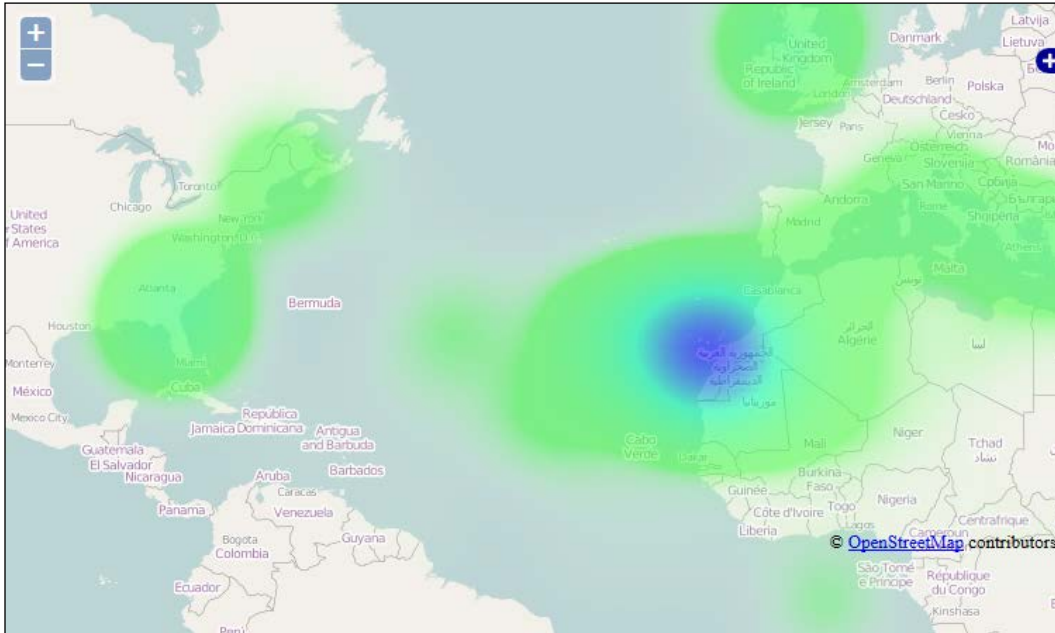 +
−
Latvija
Danmark
Lietuva
United
Kingdom
Republic
of Ireland
Amsterdam
Berlin
London
Deutschland
Polska
Jersey
Paris
Česko
Vienna
Österreich
Geneva
Slovenija
România
San Marino
Србија
Andorra
Rome
Shqipëria
Madrid
Athens
Malta
تونس
Casablanca
Toronto
Chicago
New York
Washington, D.C.
United
States
of America
Atlanta
Bermuda
Houston
Miami
Monterrey
Cuba
México
Mexico City
República
Dominicana
Jamaica
Antigua
and Barbuda
Guatemala
El Salvador
Nicaragua
Aruba
Barbados
Caracas
Panama
Venezuela
Bogota
Colombia
Guyana
Ecuador
Perú
الجزائر
Algérie
ليبيا
الجمهورية العربية
الصحراوية
الديمقراطية
موريتانيا
Cabo
Verde
Dakar
Mali
Niger
Tchad
تشاد
Burkina
Faso
Guinée
Togo
Nigeria
Côte d'Ivoire
Liberia
Lagos
Centrafrique
Cameroun
© OpenStreetMap contributors
São Tomé
e Príncipe
République
du Congo
Kinshasa